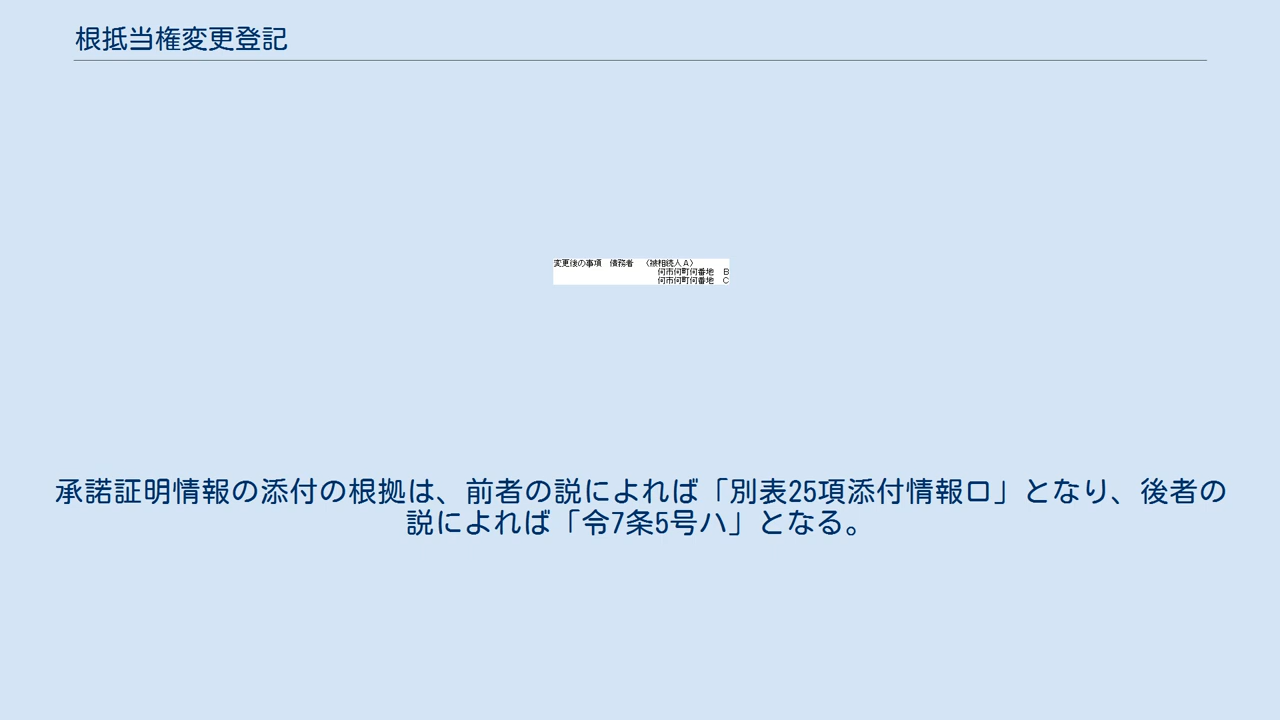 根抵当権変更登記
変更後の事項　債務者　（被相続人Ａ）
何市何町何番地　Ｂ
何市何町何番地　Ｃ
承諾証明情報の添付の根拠は、前者の説によれば「別表25項添付情報ロ」となり、後者の
説によれば「令7条5号ハ」となる。